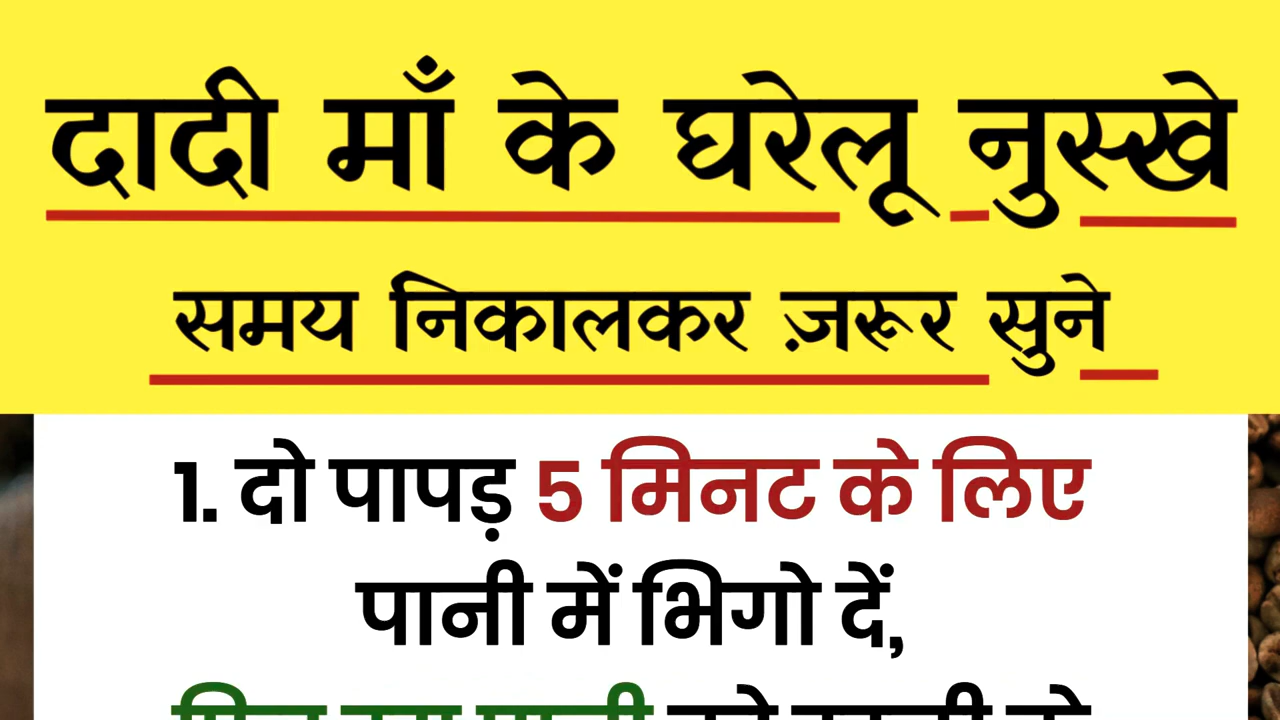 दादी माँ के घरेलू नुस्खे
समय निकालकर ज़रूर सुने
1. दो पापड़ 5 मिनट के लिए
पानी में भिगो दें,